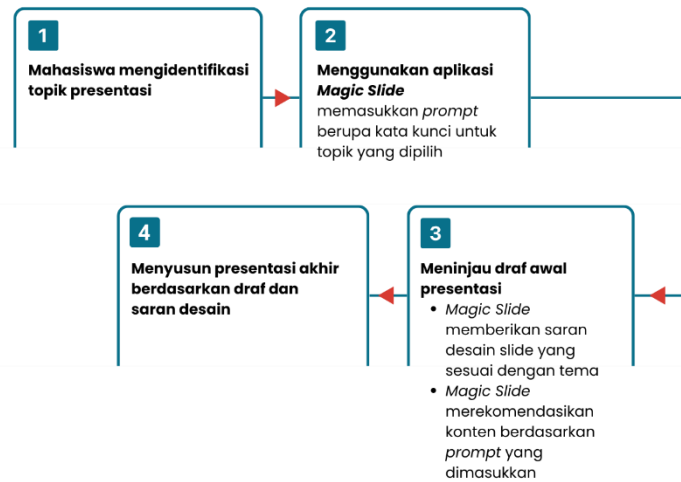 1
Mahasiswa mengidentifikasi
topik presentasi
2
Menggunakan aplikasi
Magic Slide
memasukkan prompt
berupa kata kunci untuk
topik yang dipilih
3
Meninjau draf awal
presentasi
• Magic Slide
memberikan saran
desain slide yang
sesuai dengan tema
• Magic Slide
merekomendasikan
konten berdasarkan
prompt yang
dimasukkan
4
Menyusun presentasi akhir
berdasarkan draf dan
saran desain